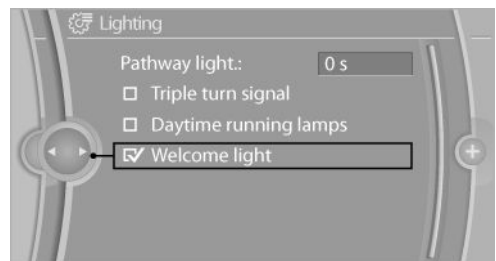 Lighting
Pathway light.: 0 s
Triple turn signal
Daytime running lamps
Welcome light